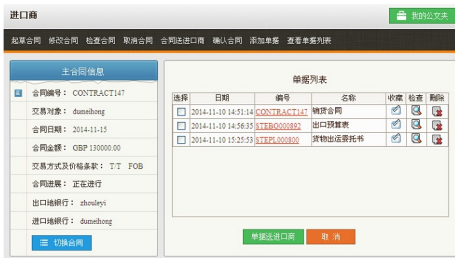 进口商
我的公文夹
起草合同 修改合同 检查合同 取消合同 合同送进口商 确认合同 添加单据 查看单据列表
主合同信息
合同编号： CONTRACT147
交易对象： dumeihong
合同日期： 2014-11-15
合同金额： GBP 130000.00
交易方式及价格条款： T/T FOB
合同进展： 正在进行
出口地银行： zhouleyi
进口地银行： dumeihong
切换合同
单据列表
选择 日期 编号 名称 收藏 检查 删除
2014-11-10 14:51:14 CONTRACT147 销货合同
2014-11-10 14:56:35 STEBG000892 出口预算表
2014-11-10 15:25:53 STEPL000800 货物出运委托书
单据送进口商 取 消